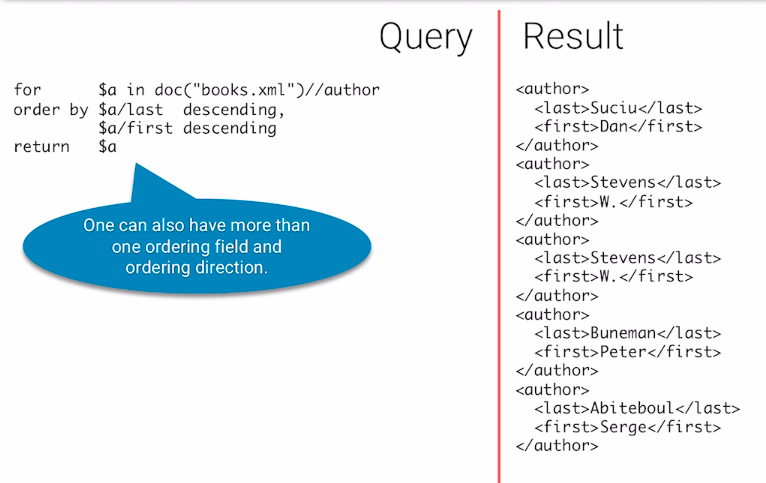 Query
for      $a in doc("books.xml")//author
order by $a/last  descending,
         $a/first descending
return   $a
One can also have more than
one ordering field and
ordering direction.
Result
<author>
  <last>Suciu</last>
  <first>Dan</first>
</author>
<author>
  <last>Stevens</last>
  <first>W.</first>
</author>
<author>
  <last>Stevens</last>
  <first>W.</first>
</author>
<author>
  <last>Buneman</last>
  <first>Peter</first>
</author>
<author>
  <last>Abiteboul</last>
  <first>Serge</first>
</author>